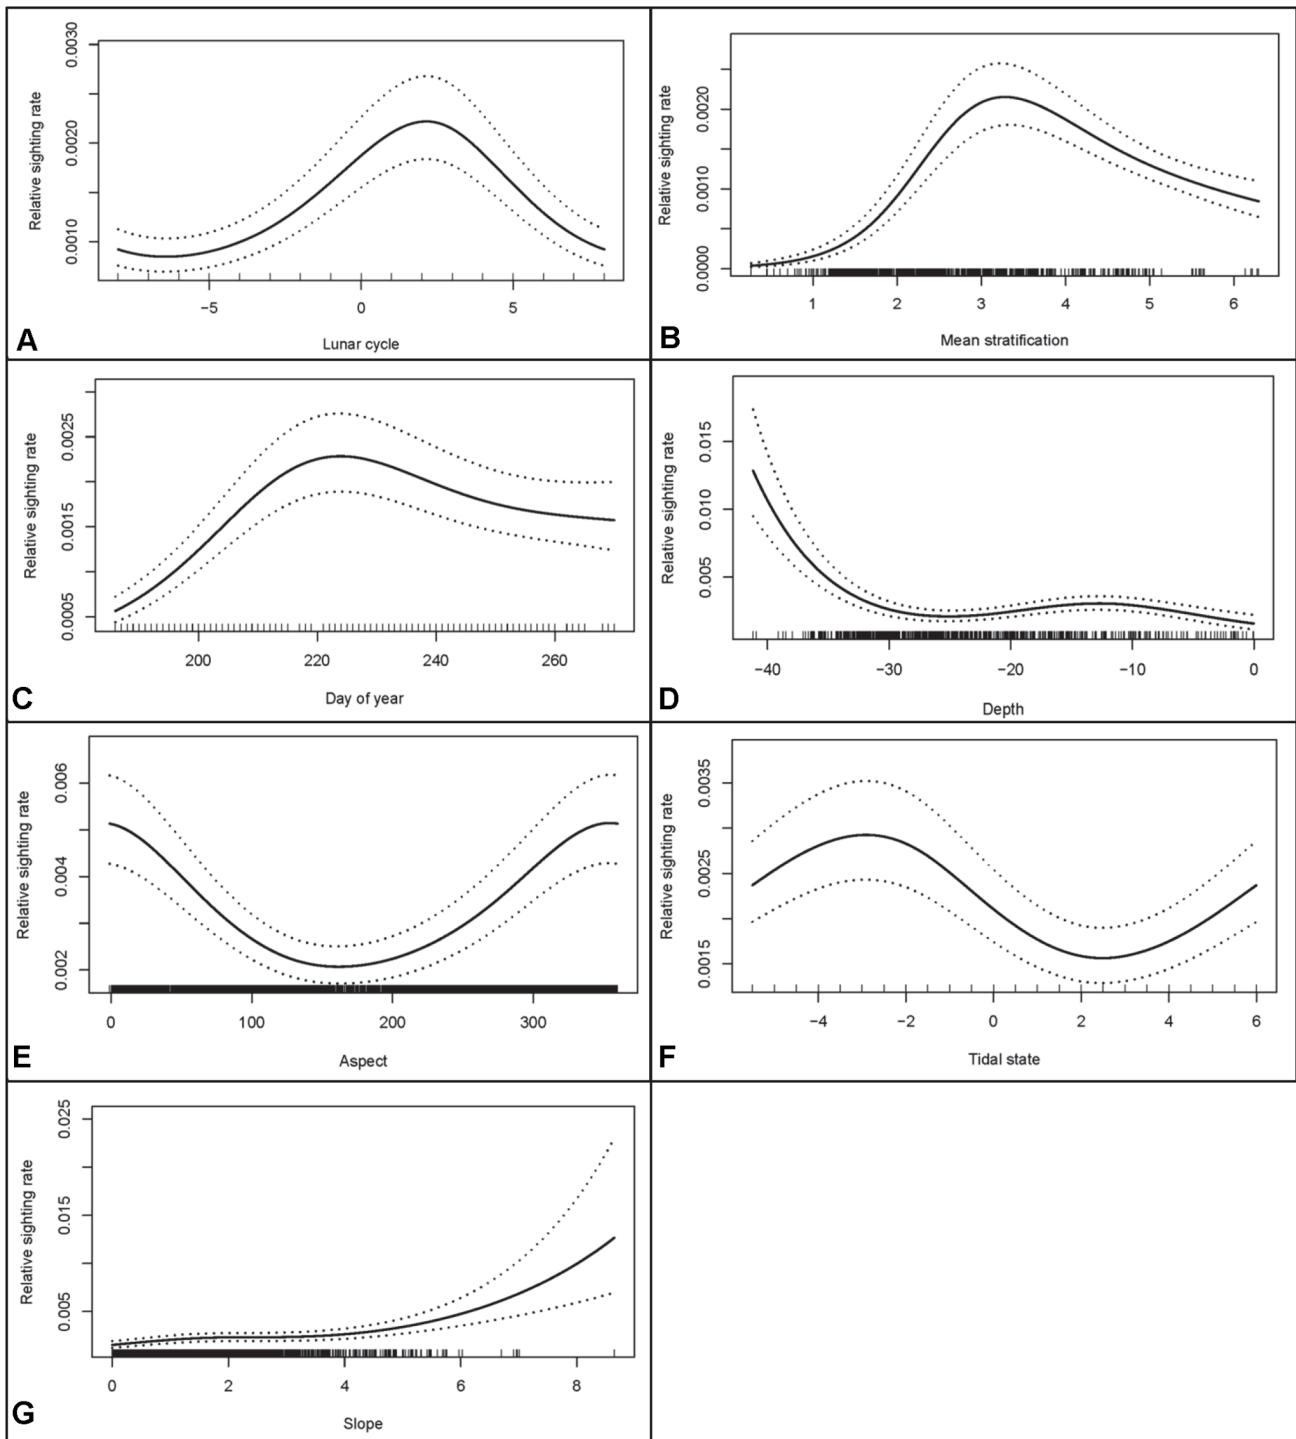 Relative sighting rate
0.0010 0.0020 0.0030
−5 0 5
Lunar cycle
A
Relative sighting rate
0.0000 0.0010 0.0020
1 2 3 4 5 6
Mean stratification
B
Relative sighting rate
0.0005 0.0015 0.0025
200 220 240 260
Day of year
C
Relative sighting rate
0.005 0.010 0.015
−40 −30 −20 −10 0
Depth
D
Relative sighting rate
0.002 0.004 0.006
0 100 200 300
Aspect
E
Relative sighting rate
0.0015 0.0025 0.0035
−4 −2 0 2 4 6
Tidal state
F
Relative sighting rate
0.005 0.015 0.025
0 2 4 6 8
Slope
G